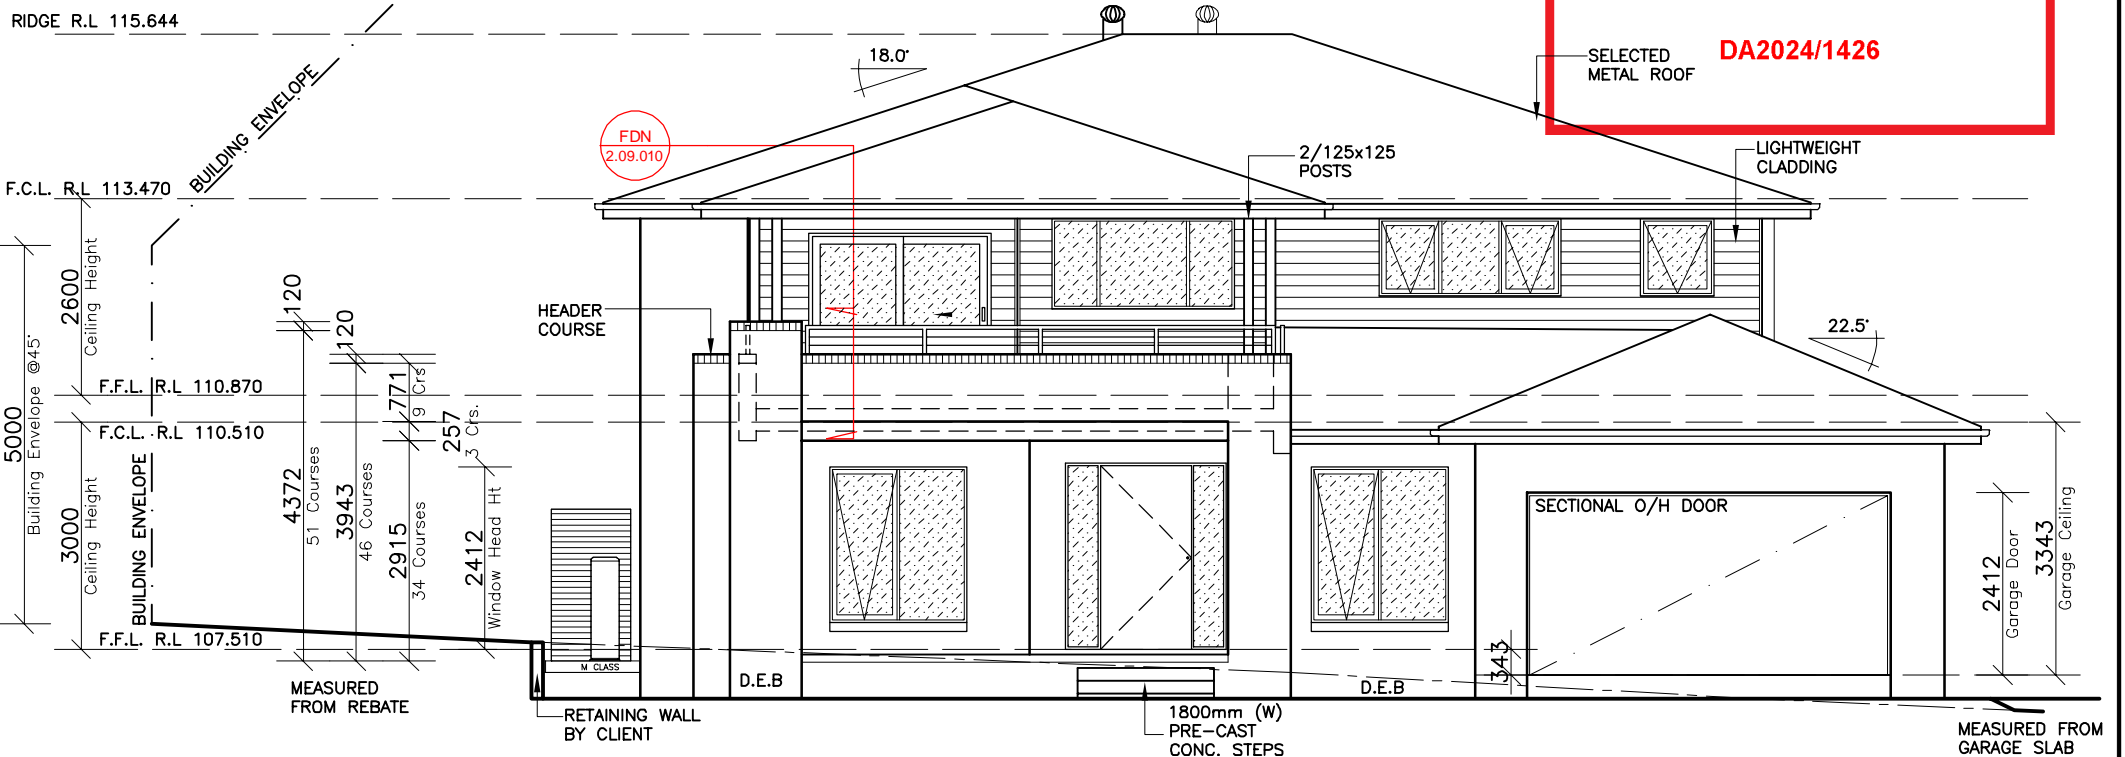 RIDGE R.L 115.644
BUILDING ENVELOPE
18.0°
SELECTED
METAL ROOF
DA2024/1426
FDN
2.09.010
2/125x125
POSTS
LIGHTWEIGHT
CLADDING
F.C.L. R.L 113.470
2600
Ceiling Height
120
120
HEADER
COURSE
22.5°
5000
Building Envelope @45°
F.F.L. R.L 110.870
7771
9 Crs
257
3 Crs.
F.C.L. R.L 110.510
3000
Ceiling Height
BUILDING ENVELOPE
4372
51 Courses
3943
46 Courses
2915
34 Courses
2412
Window Head Ht
SECTIONAL O/H DOOR
2412
Garage Door
3343
Garage Ceiling
F.F.L. R.L 107.510
343
M CLASS
MEASURED
FROM REBATE
D.E.B
D.E.B
RETAINING WALL
BY CLIENT
1800mm (W)
PRE-CAST
CONC. STEPS
MEASURED FROM
GARAGE SLAB